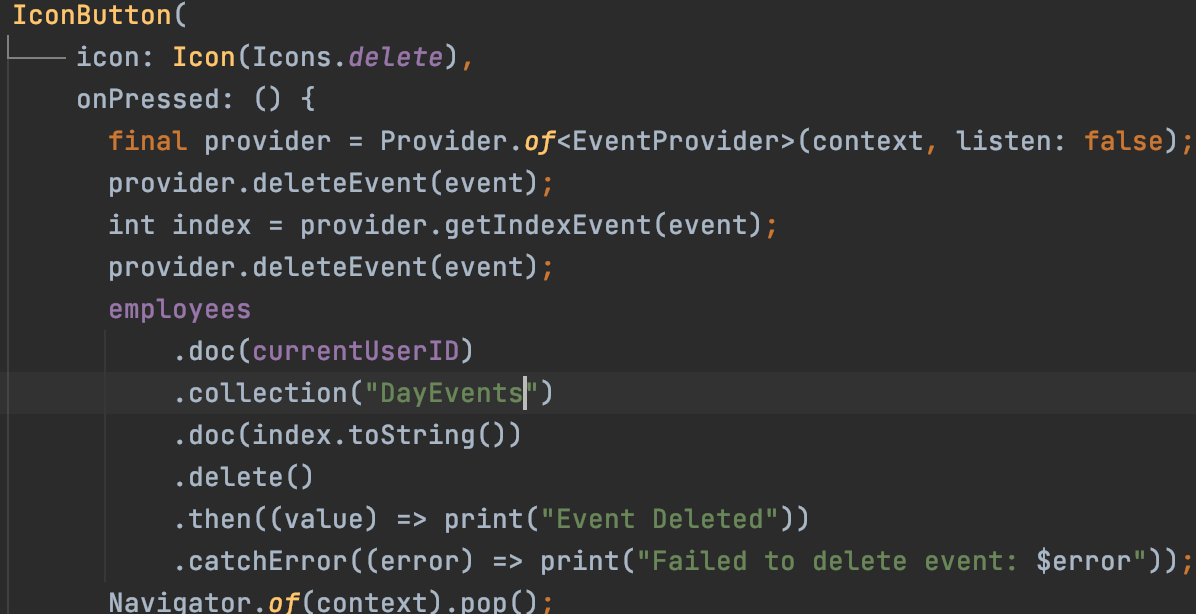 IconButton(
icon: Icon(Icons.delete),
onPressed: () {
final provider = Provider.of<EventProvider>(context, listen: false);
provider.deleteEvent(event);
int index = provider.getIndexEvent(event);
provider.deleteEvent(event);
employees
.doc(currentUserID)
.collection("DayEvents")
.doc(index.toString())
.delete()
.then((value) => print("Event Deleted"))
.catchError((error) => print("Failed to delete event: $error"));
Navigator.of(context).pop();